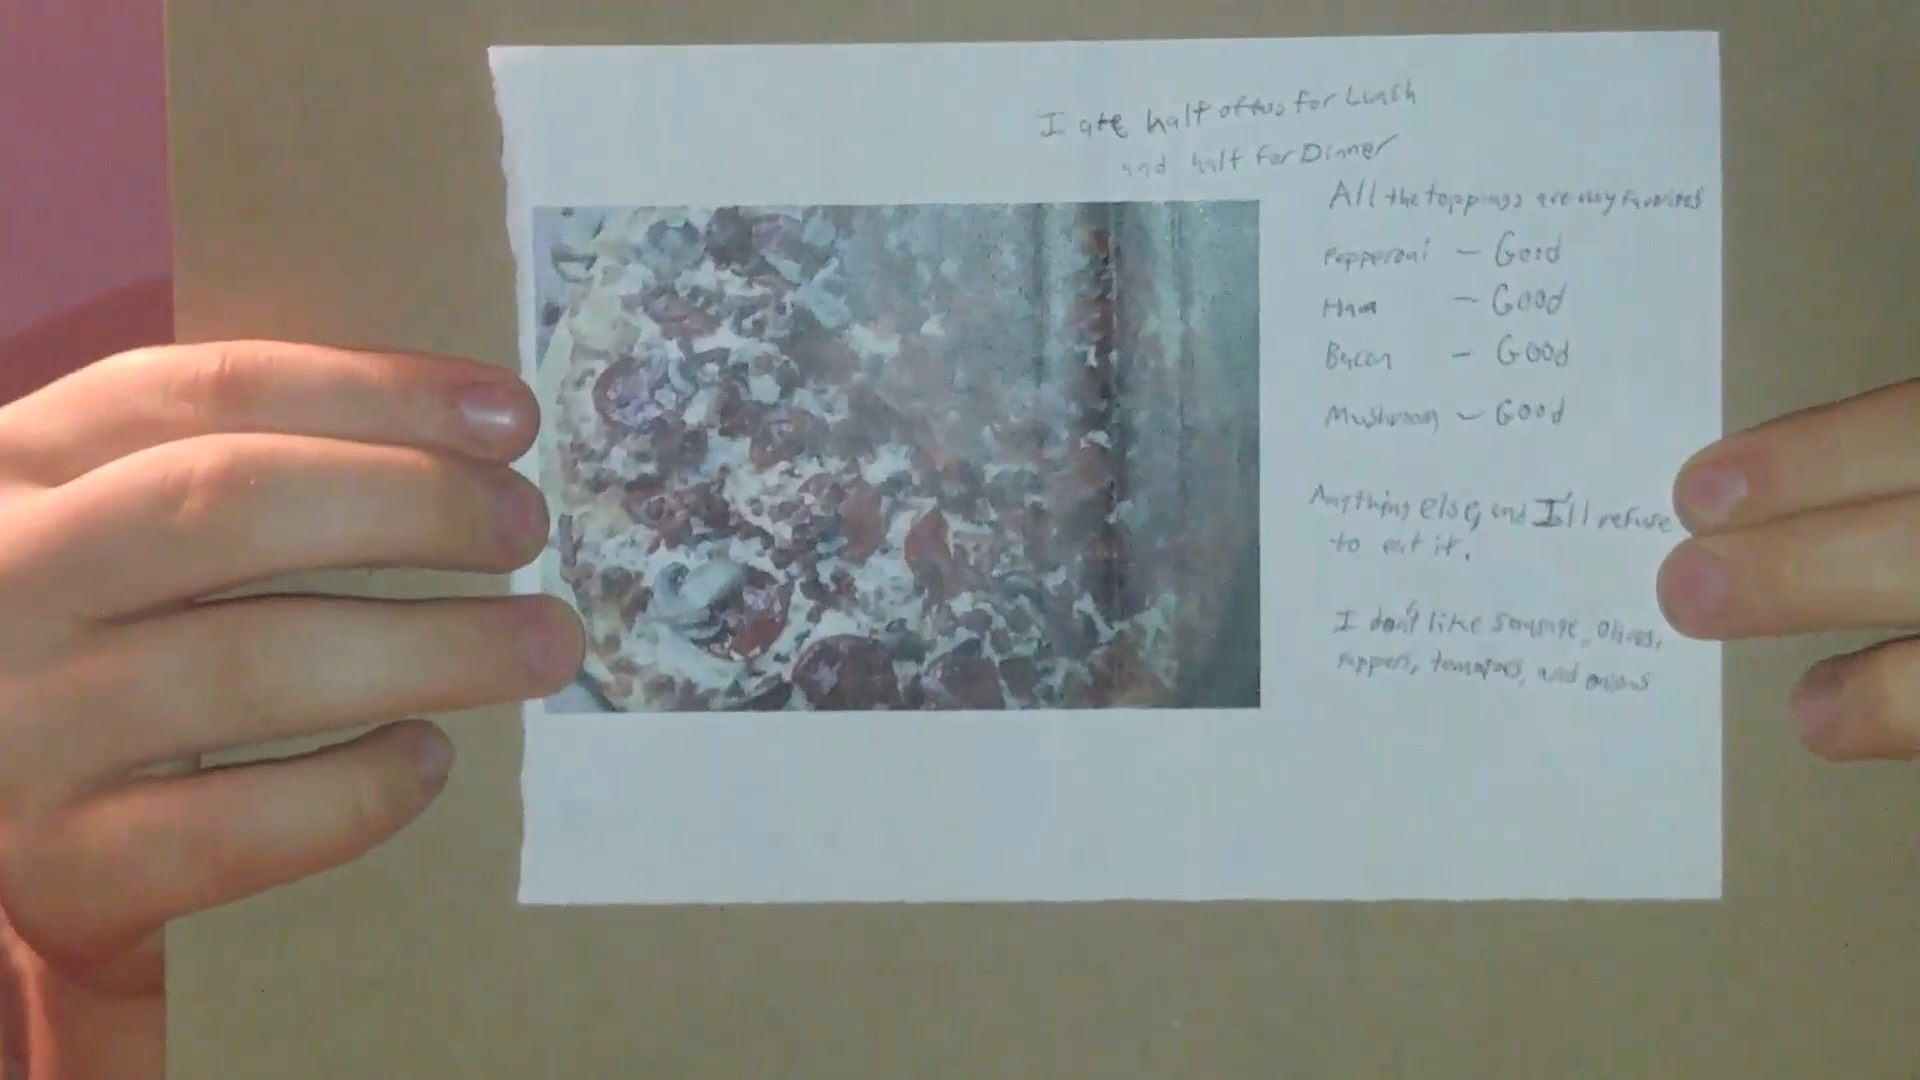 I ate half of this for Lunch
and half for Dinner
All the toppings are my favorites
Pepperoni – Good
Ham – Good
Bacon – Good
Mushroom – Good
Anything else, and I'll refuse
to eat it.
I don't like sausage, olives,
Peppers, tomatoes, and onions